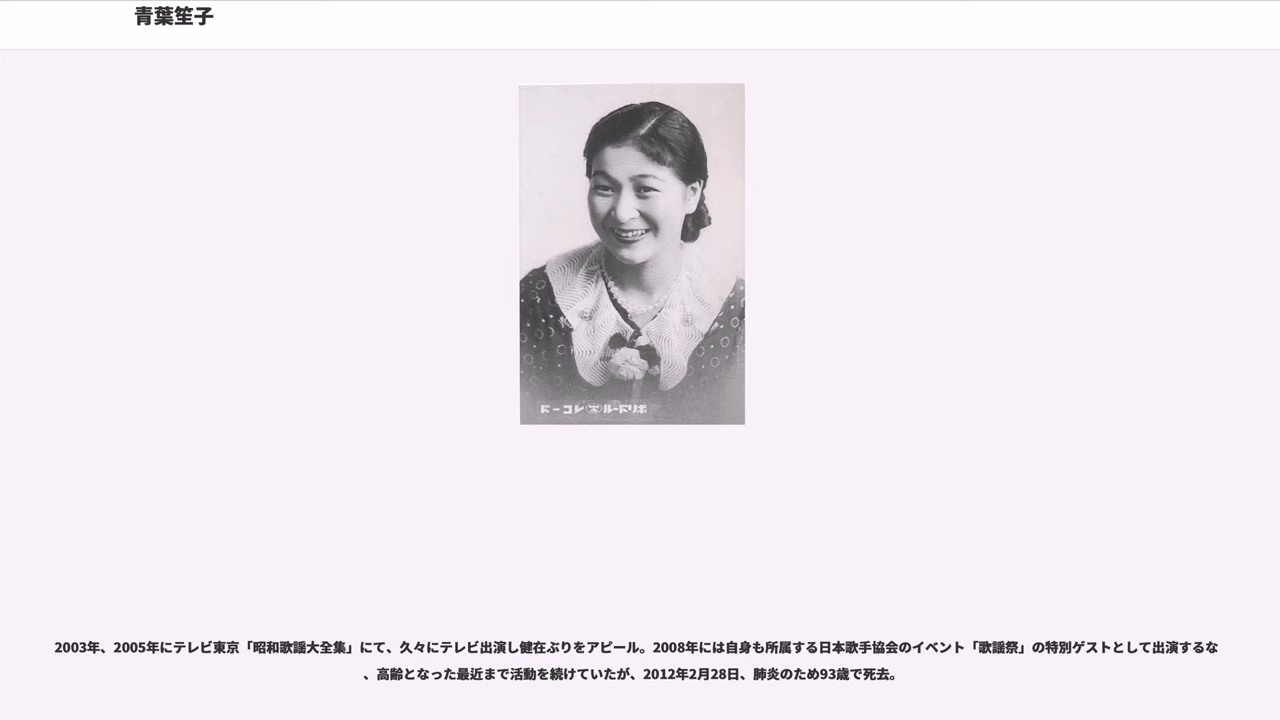 青葉笙子
ドーコレ㋭ルードリポ
2003年、2005年にテレビ東京「昭和歌謡大全集」にて、久々にテレビ出演し健在ぶりをアピール。2008年には自身も所属する日本歌手協会のイベント「歌謡祭」の特別ゲストとして出演するな
、高齢となった最近まで活動を続けていたが、2012年2月28日、肺炎のため93歳で死去。